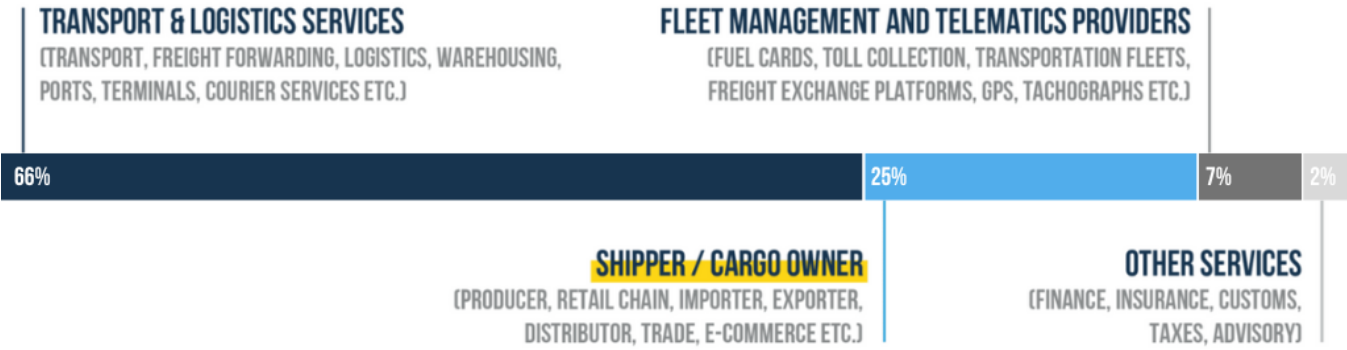 TRANSPORT & LOGISTICS SERVICES
(TRANSPORT, FREIGHT FORWARDING, LOGISTICS, WAREHOUSING,
PORTS, TERMINALS, COURIER SERVICES ETC.)
FLEET MANAGEMENT AND TELEMATICS PROVIDERS
(FUEL CARDS, TOLL COLLECTION, TRANSPORTATION FLEETS,
FREIGHT EXCHANGE PLATFORMS, GPS, TACHOGRAPHS ETC.)
66%
25%
7%
2%
SHIPPER / CARGO OWNER
(PRODUCER, RETAIL CHAIN, IMPORTER, EXPORTER,
DISTRIBUTOR, TRADE, E-COMMERCE ETC.)
OTHER SERVICES
(FINANCE, INSURANCE, CUSTOMS,
TAXES, ADVISORY)